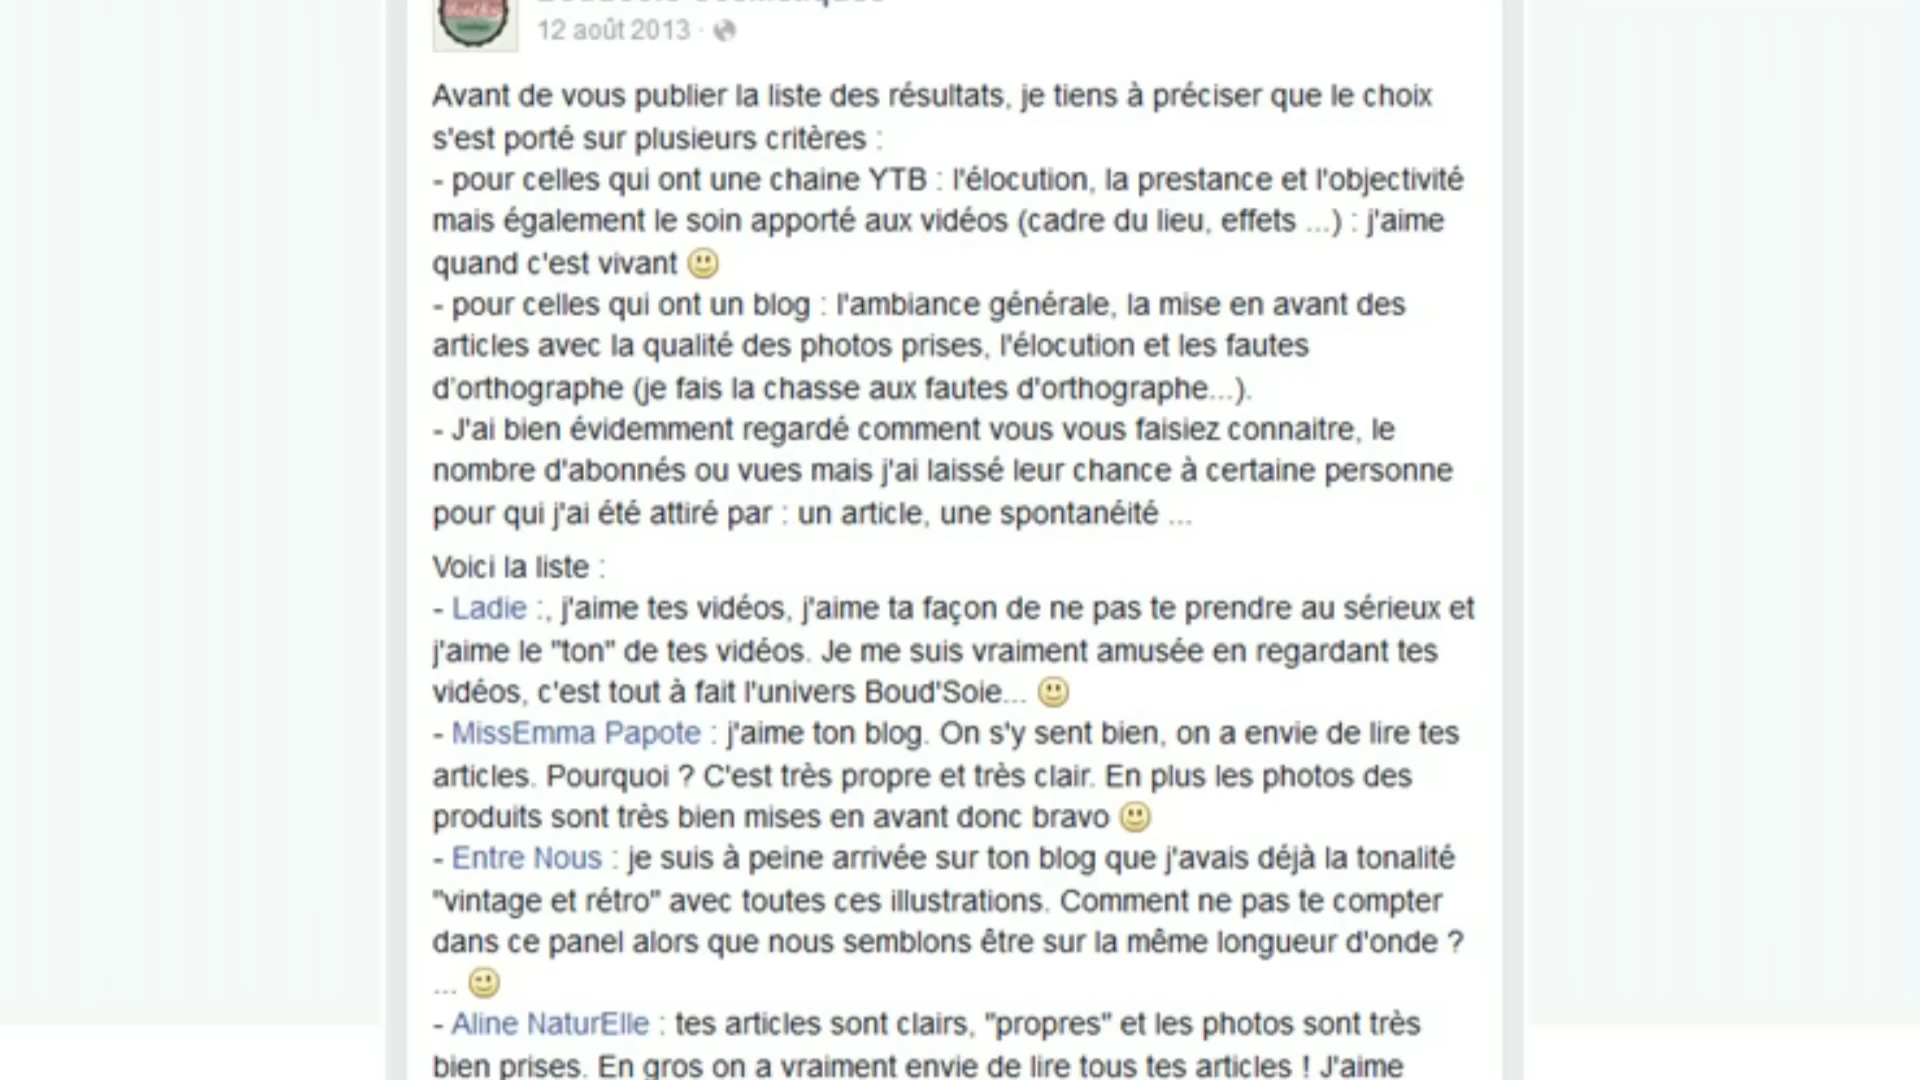 12 août 2013 ·
Avant de vous publier la liste des résultats, je tiens à préciser que le choix
s'est porté sur plusieurs critères :
- pour celles qui ont une chaine YTB : l'élocution, la prestance et l'objectivité
mais également le soin apporté aux vidéos (cadre du lieu, effets ...) : j'aime
quand c'est vivant
- pour celles qui ont un blog : l'ambiance générale, la mise en avant des
articles avec la qualité des photos prises, l'élocution et les fautes
d'orthographe (je fais la chasse aux fautes d'orthographe...).
- J'ai bien évidemment regardé comment vous vous faisiez connaitre, le
nombre d'abonnés ou vues mais j'ai laissé leur chance à certaine personne
pour qui j'ai été attiré par : un article, une spontanéité ...
Voici la liste :
- Ladie :, j'aime tes vidéos, j'aime ta façon de ne pas te prendre au sérieux et
j'aime le "ton" de tes vidéos. Je me suis vraiment amusée en regardant tes
vidéos, c'est tout à fait l'univers Boud'Soie...
- MissEmma Papote : j'aime ton blog. On s'y sent bien, on a envie de lire tes
articles. Pourquoi ? C'est très propre et très clair. En plus les photos des
produits sont très bien mises en avant donc bravo
- Entre Nous : je suis à peine arrivée sur ton blog que j'avais déjà la tonalité
"vintage et rétro" avec toutes ces illustrations. Comment ne pas te compter
dans ce panel alors que nous semblons être sur la même longueur d'onde ?
...
- Aline NaturElle : tes articles sont clairs, "propres" et les photos sont très
bien prises. En gros on a vraiment envie de lire tous tes articles ! J'aime